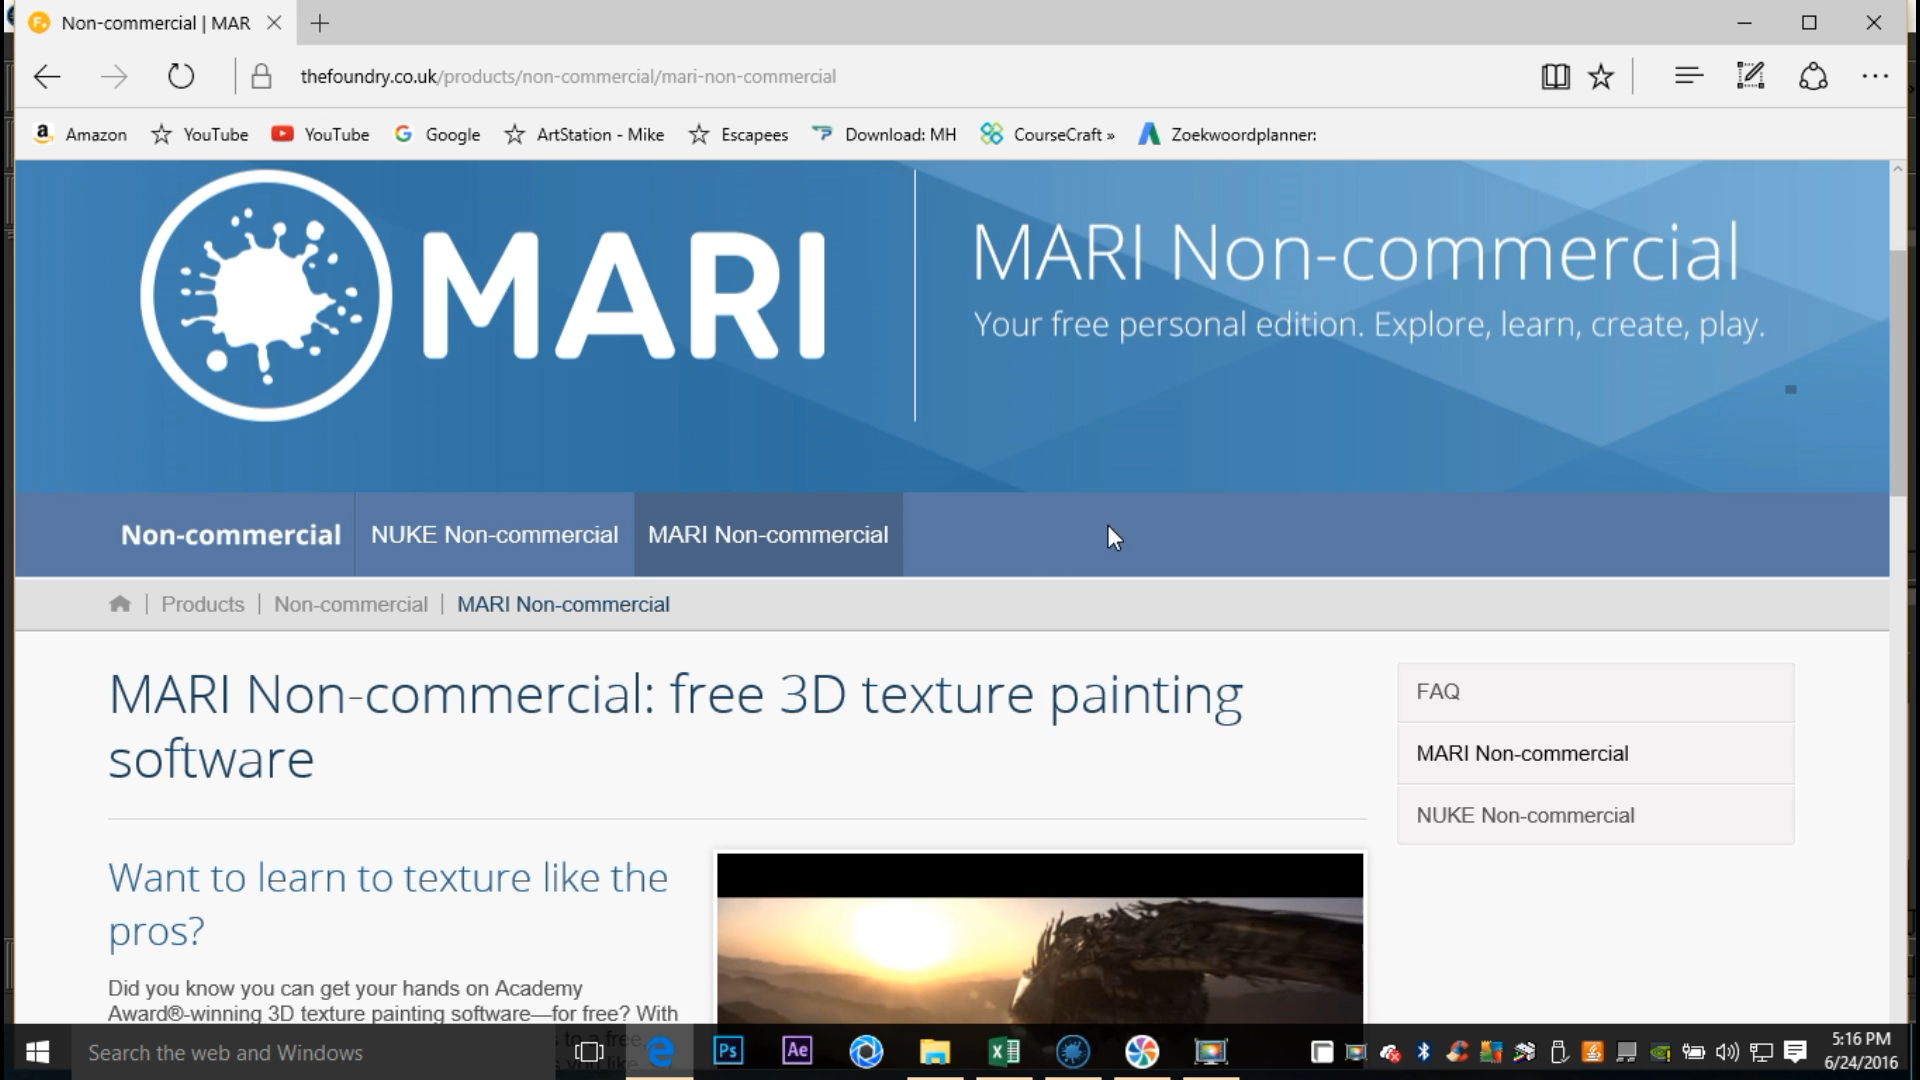 Non-commercial | MAR
thefoundry.co.uk/products/non-commercial/mari-non-commercial
Amazon YouTube YouTube Google ArtStation - Mike Escapees Download: MH CourseCraft » Zoekwoordplanner:
MARI
MARI Non-commercial
Your free personal edition. Explore, learn, create, play.
Non-commercial NUKE Non-commercial MARI Non-commercial
Products | Non-commercial | MARI Non-commercial
MARI Non-commercial: free 3D texture painting
software
FAQ
MARI Non-commercial
NUKE Non-commercial
Want to learn to texture like the
pros?
Did you know you can get your hands on Academy
Award®-winning 3D texture painting software—for free? With
Search the web and Windows
Ps
Ae
5:16 PM
6/24/2016